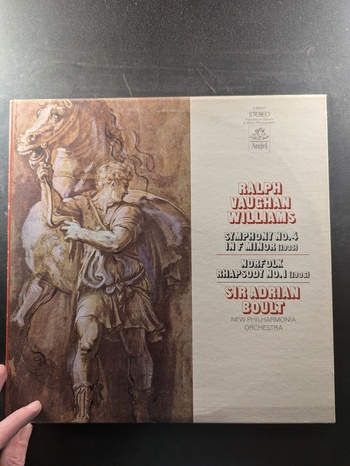 STEREO
Angel
RALPH
VAUGHAN
WILLIAMS
SYMPHONY NO.4
IN F MINOR (1935)
NORFOLK
RHAPSODY NO.1 (1906)
SIR ADRIAN
BOULT
NEW PHILHARMONIA
ORCHESTRA